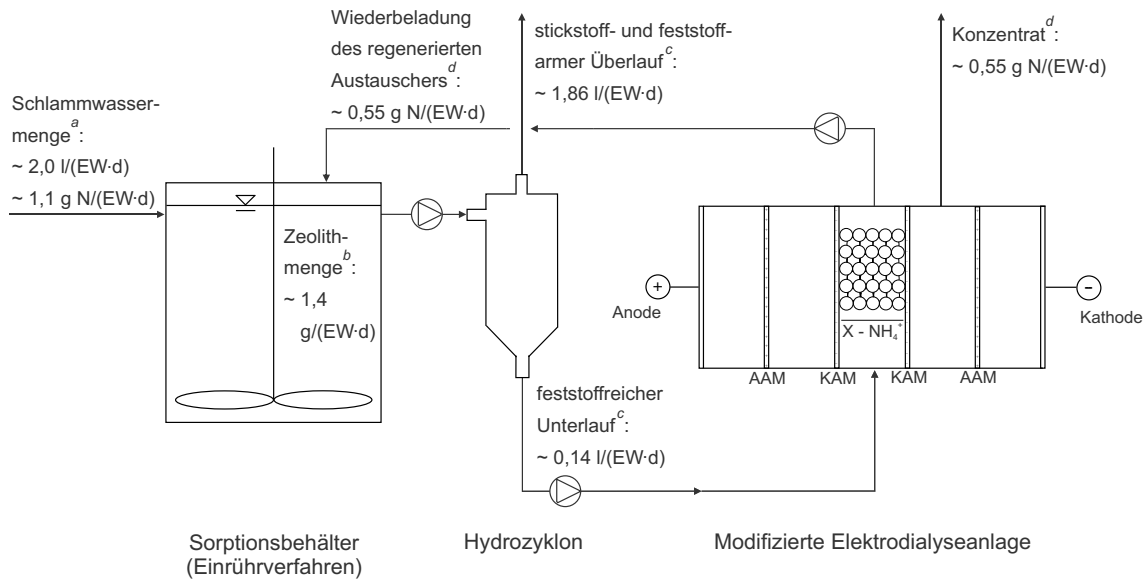 Schlammwasser-
menge^a:
~ 2,0 l/(EW·d)
~ 1,1 g N/(EW·d)
Wiederbeladung
des regenerierten
Austauschers^d:
~ 0,55 g N/(EW·d)
stickstoff- und feststoff-
armer Überlauf^c:
~ 1,86 l/(EW·d)
Konzentrat^d:
~ 0,55 g N/(EW·d)
Zeolith-
menge^b:
~ 1,4
g/(EW·d)
+
Anode
−
Kathode
X - NH₄⁺
AAM KAM KAM AAM
feststoffreicher
Unterlauf^c:
~ 0,14 l/(EW·d)
Sorptionsbehälter
(Einrührverfahren)
Hydrozyklon
Modifizierte Elektrodialyseanlage